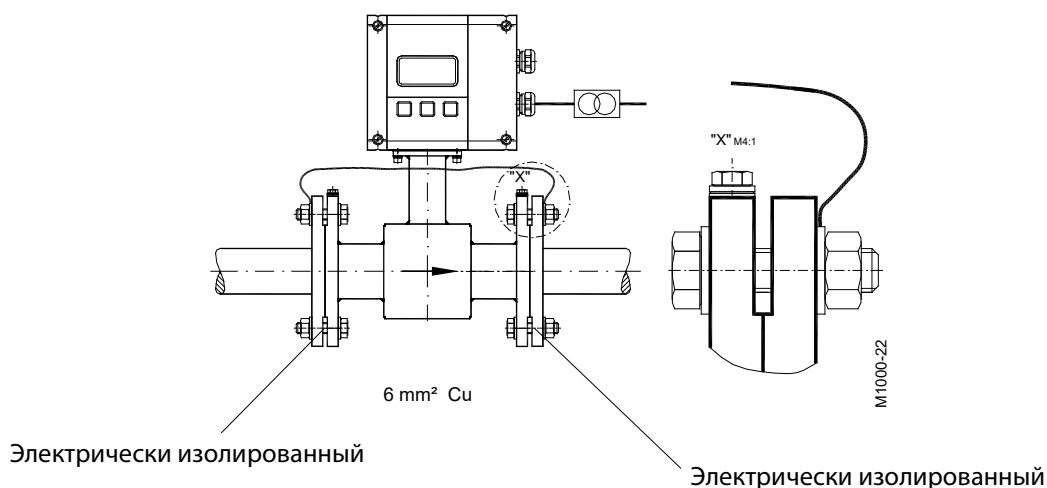 "X" M4:1
"X"
M1000-22
6 mm² Cu
Электрически изолированный
Электрически изолированный